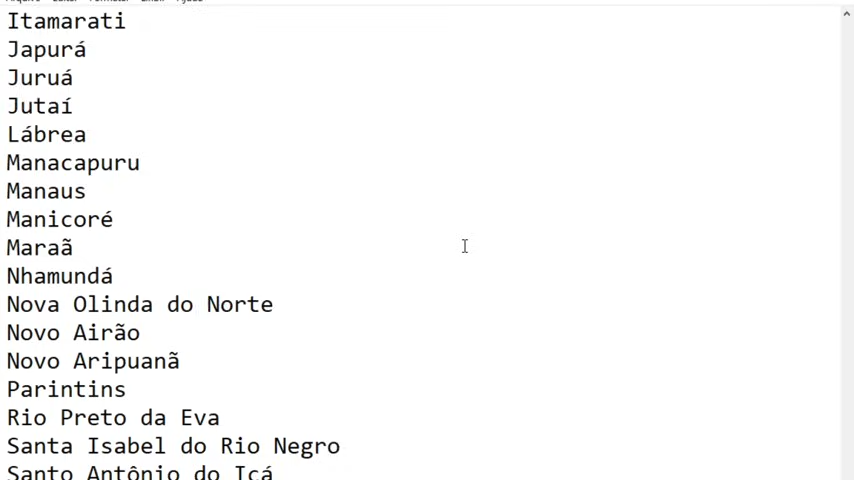 Itamarati
Japurá
Juruá
Jutaí
Lábrea
Manacapuru
Manaus
Manicoré
Maraã
Nhamundá
Nova Olinda do Norte
Novo Airão
Novo Aripuanã
Parintins
Rio Preto da Eva
Santa Isabel do Rio Negro
Santo Antônio do Içá